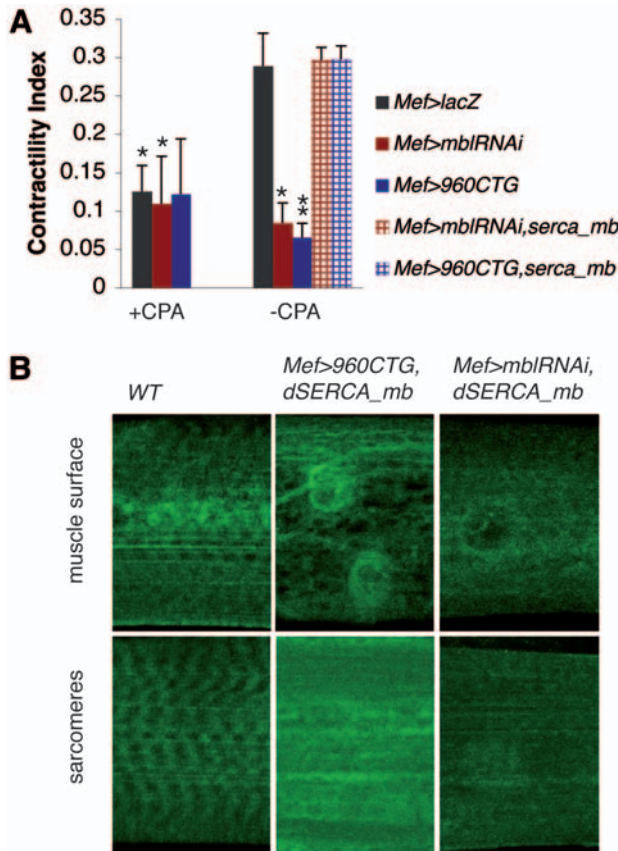 A
Contractility Index
0.35
0.3
0.25
0.2
0.15
0.1
0.05
0
* *
* **
+CPA -CPA
Mef>lacZ
Mef>mblRNAi
Mef>960CTG
Mef>mblRNAi,serca_mb
Mef>960CTG,serca_mb
B
WT
Mef>960CTG,
dSERCA_mb
Mef>mblRNAi,
dSERCA_mb
muscle surface
sarcomeres